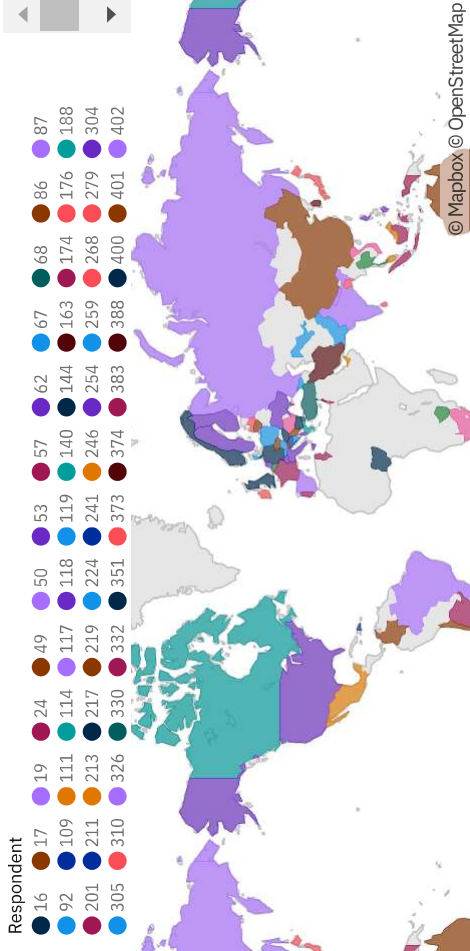 Respondent
16 17 19 24 49 50 53 57 62 67 68 86 87
92 109 111 114 117 118 119 140 144 163 174 176 188
201 211 213 217 219 224 241 246 254 259 268 279 304
305 310 326 330 332 351 373 374 383 388 400 401 402
© Mapbox © OpenStreetMap